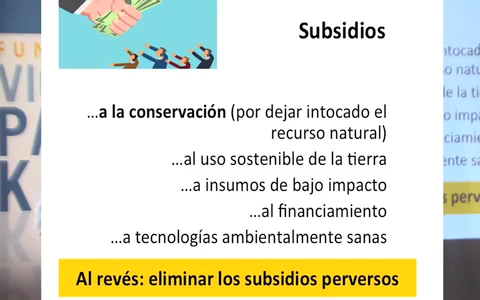 Subsidios
...a la conservación (por dejar intocado el
recurso natural)
...al uso sostenible de la tierra
...a insumos de bajo impacto
...al financiamiento
...a tecnologías ambientalmente sanas
Al revés: eliminar los subsidios perversos